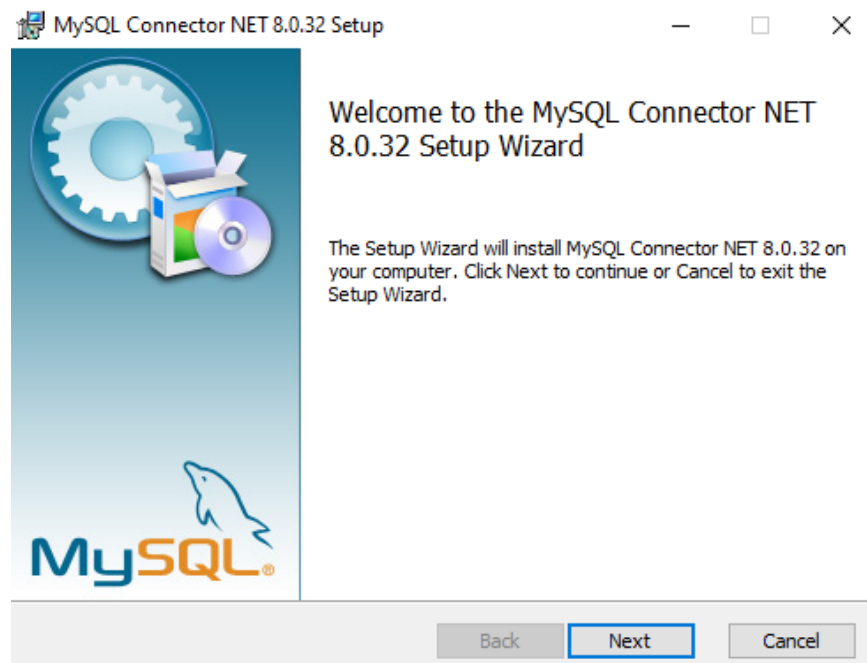 MySQL Connector NET 8.0.32 Setup
Welcome to the MySQL Connector NET
8.0.32 Setup Wizard
The Setup Wizard will install MySQL Connector NET 8.0.32 on
your computer. Click Next to continue or Cancel to exit the
Setup Wizard.
MySQL®
Back Next Cancel